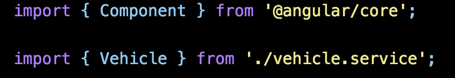 import { Component } from '@angular/core';
import { Vehicle } from './vehicle.service';